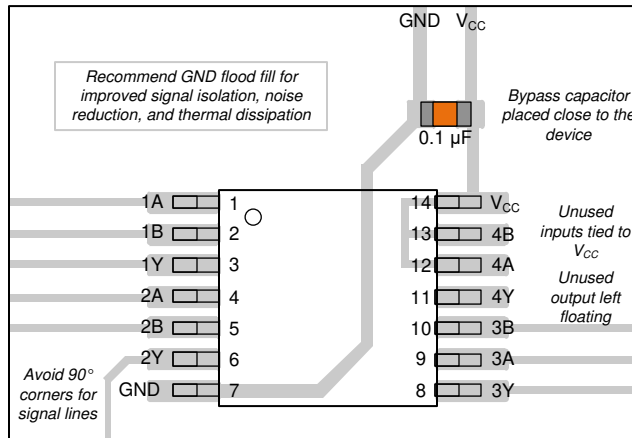 GND V_CC
Recommend GND flood fill for
improved signal isolation, noise
reduction, and thermal dissipation
Bypass capacitor
placed close to the
device
0.1 µF
1A 1 14 V_CC
1B 2 13 4B
1Y 3 12 4A
2A 4 11 4Y
2B 5 10 3B
2Y 6 9 3A
GND 7 8 3Y
Unused
inputs tied to
V_CC
Unused
output left
floating
Avoid 90°
corners for
signal lines